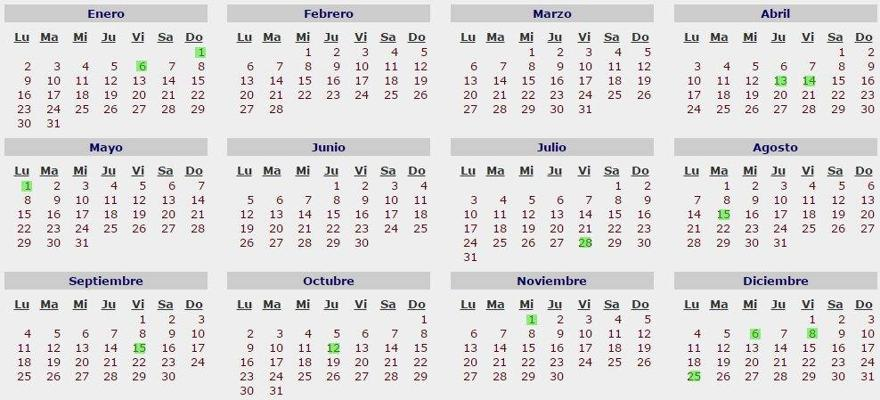 Enero
Lu Ma Mi Ju Vi Sa Do
1
2 3 4 5 6 7 8
9 10 11 12 13 14 15
16 17 18 19 20 21 22
23 24 25 26 27 28 29
30 31
Febrero
Lu Ma Mi Ju Vi Sa Do
1 2 3 4 5
6 7 8 9 10 11 12
13 14 15 16 17 18 19
20 21 22 23 24 25 26
27 28
Marzo
Lu Ma Mi Ju Vi Sa Do
1 2 3 4 5
6 7 8 9 10 11 12
13 14 15 16 17 18 19
20 21 22 23 24 25 26
27 28 29 30 31
Abril
Lu Ma Mi Ju Vi Sa Do
1 2
3 4 5 6 7 8 9
10 11 12 13 14 15 16
17 18 19 20 21 22 23
24 25 26 27 28 29 30
Mayo
Lu Ma Mi Ju Vi Sa Do
1 2 3 4 5 6 7
8 9 10 11 12 13 14
15 16 17 18 19 20 21
22 23 24 25 26 27 28
29 30 31
Junio
Lu Ma Mi Ju Vi Sa Do
1 2 3 4
5 6 7 8 9 10 11
12 13 14 15 16 17 18
19 20 21 22 23 24 25
26 27 28 29 30
Julio
Lu Ma Mi Ju Vi Sa Do
1 2
3 4 5 6 7 8 9
10 11 12 13 14 15 16
17 18 19 20 21 22 23
24 25 26 27 28 29 30
31
Agosto
Lu Ma Mi Ju Vi Sa Do
1 2 3 4 5 6
7 8 9 10 11 12 13
14 15 16 17 18 19 20
21 22 23 24 25 26 27
28 29 30 31
Septiembre
Lu Ma Mi Ju Vi Sa Do
1 2 3
4 5 6 7 8 9 10
11 12 13 14 15 16 17
18 19 20 21 22 23 24
25 26 27 28 29 30
Octubre
Lu Ma Mi Ju Vi Sa Do
1
2 3 4 5 6 7 8
9 10 11 12 13 14 15
16 17 18 19 20 21 22
23 24 25 26 27 28 29
30 31
Noviembre
Lu Ma Mi Ju Vi Sa Do
1 2 3 4 5
6 7 8 9 10 11 12
13 14 15 16 17 18 19
20 21 22 23 24 25 26
27 28 29 30
Diciembre
Lu Ma Mi Ju Vi Sa Do
1 2 3
4 5 6 7 8 9 10
11 12 13 14 15 16 17
18 19 20 21 22 23 24
25 26 27 28 29 30 31